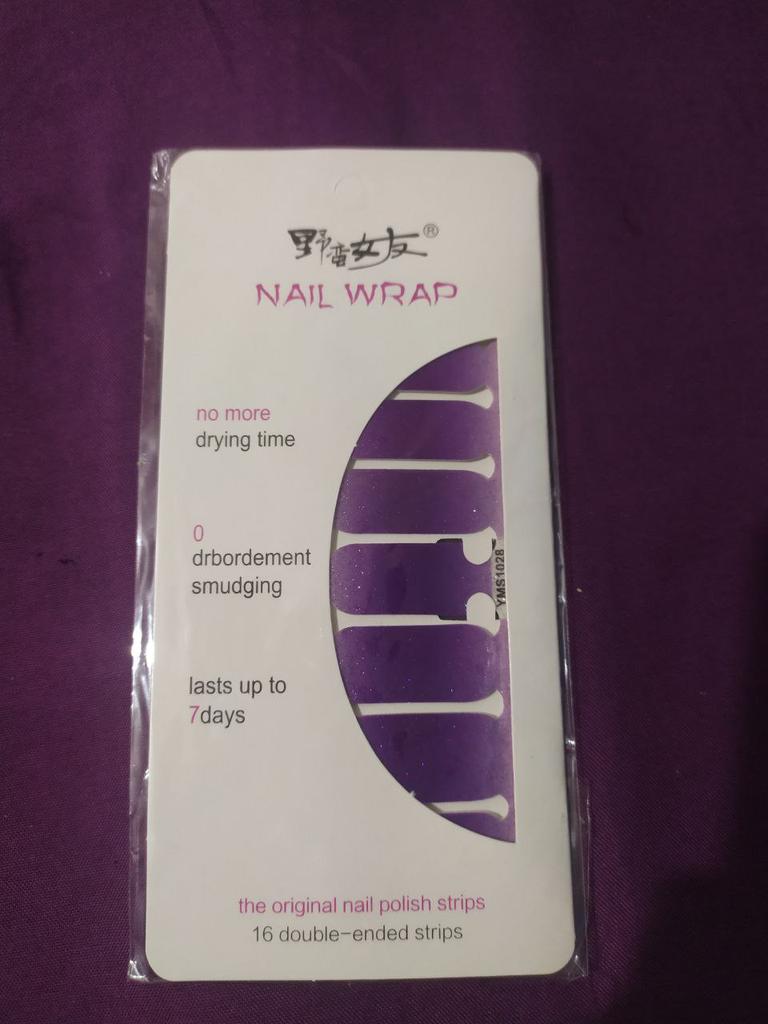 野蛮女友®
NAIL WRAP
no more
drying time
0
drbordement
smudging
lasts up to
7days
YMS1028
the original nail polish strips
16 double-ended strips